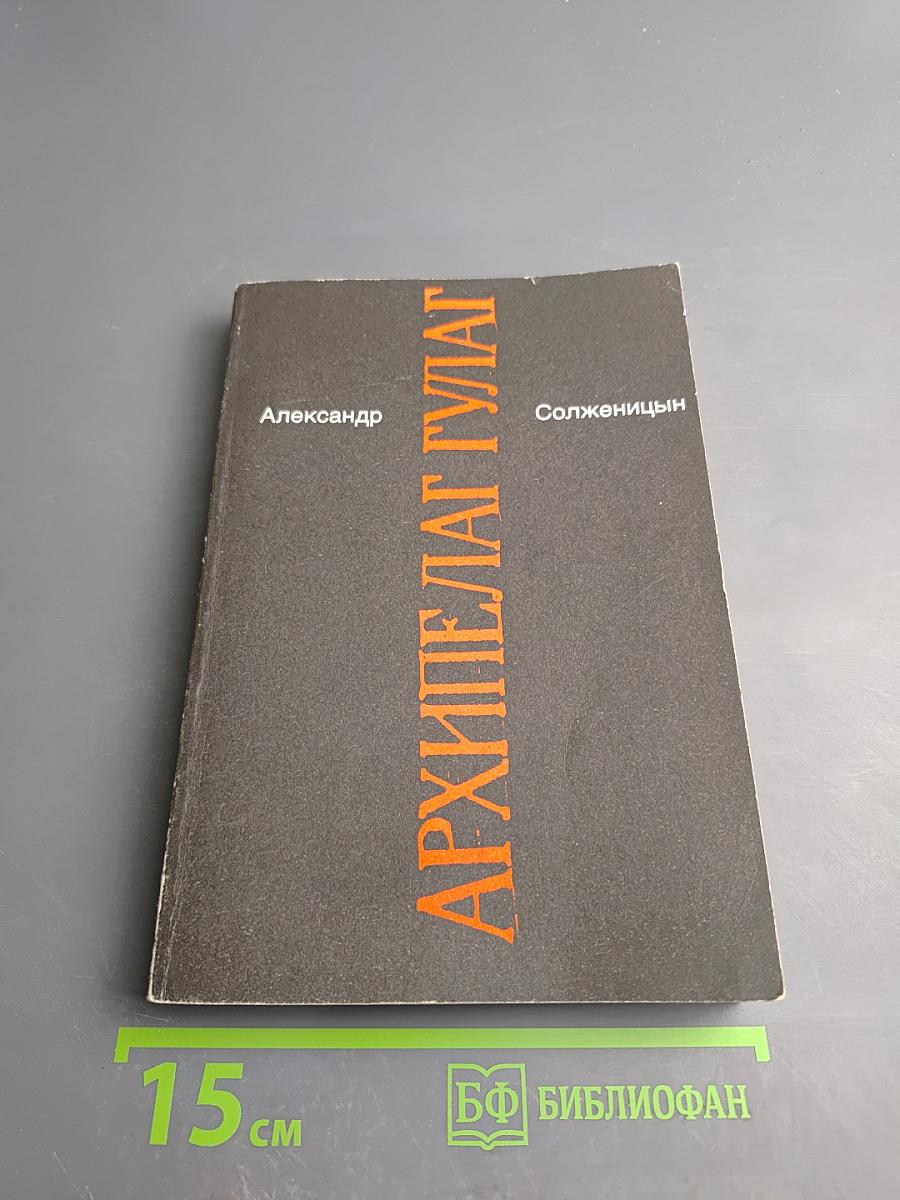 Александр
Солженицын
АРХИПЕЛАГ ГУЛАГ
15 см
БФ БИБЛИОФАН